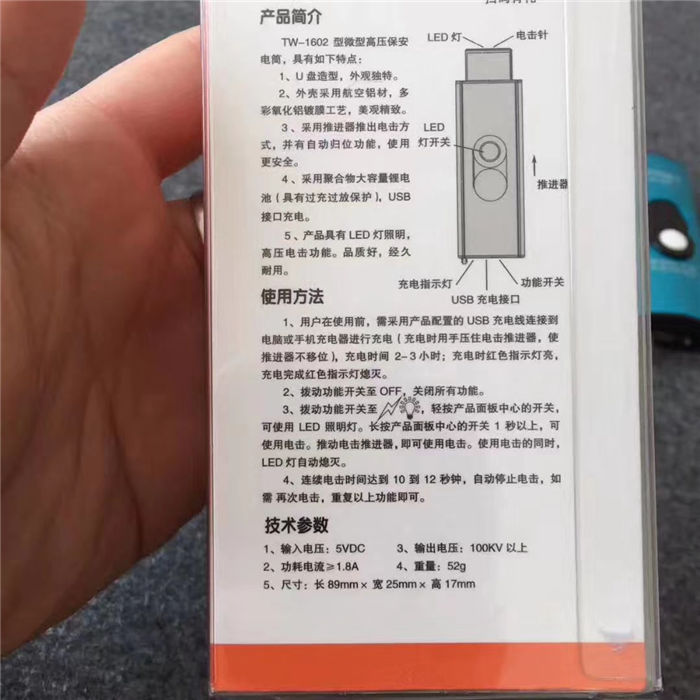 产品简介
TW-1602 型微型高压保安
电筒，具有如下特点：
1、U 盘造型，外观独特。
2、外壳采用航空铝材，多
彩氧化铝镀膜工艺，美观精致。
3、采用推进器推出电击方
式，并有自动归位功能，使用
更安全。
4、采用聚合物大容量锂电
池（具有过充过放保护），USB
接口充电。
5、产品具有 LED 灯照明，
高压电击功能。品质好，经久
耐用。
LED 灯
电击针
LED
灯开关
推进器
充电指示灯
功能开关
USB 充电接口
使用方法
1、用户在使用前，需采用产品配置的 USB 充电线连接到
电脑或手机充电器进行充电（充电时用手压住电击推进器，使
推进器不移位），充电时间 2-3 小时；充电时红色指示灯亮，
充电完成红色指示灯熄灭。
2、拨动功能开关至 OFF，关闭所有功能。
3、拨动功能开关至 ，轻按产品面板中心的开关，
可使用 LED 照明灯。长按产品面板中心的开关 1 秒以上，可
使用电击。推动电击推进器，即可使用电击。使用电击的同时，
LED 灯自动熄灭。
4、连续电击时间达到 10 到 12 秒钟，自动停止电击，如
需 再次电击，重复以上功能即可。
技术参数
1、输入电压：5VDC 3、输出电压：100KV 以上
2、功耗电流≥1.8A 4、重量：52g
5、尺寸：长 89mm× 宽 25mm× 高 17mm